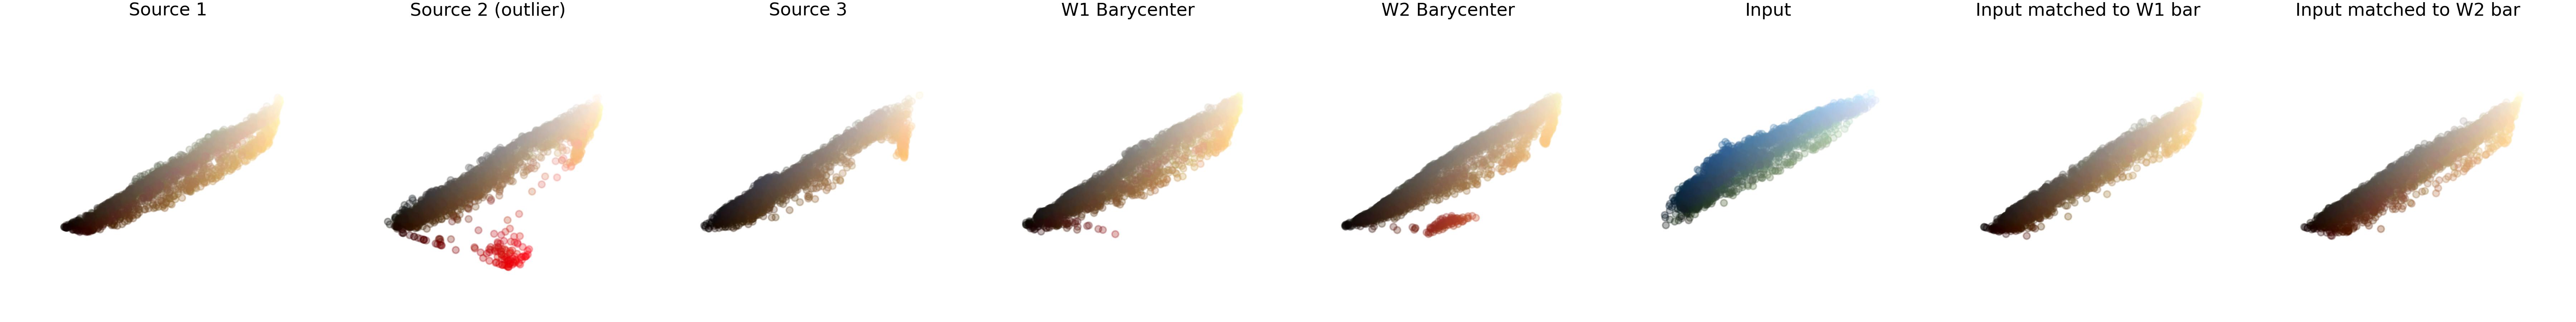 Source 1
Source 2 (outlier)
Source 3
W1 Barycenter
W2 Barycenter
Input
Input matched to W1 bar
Input matched to W2 bar